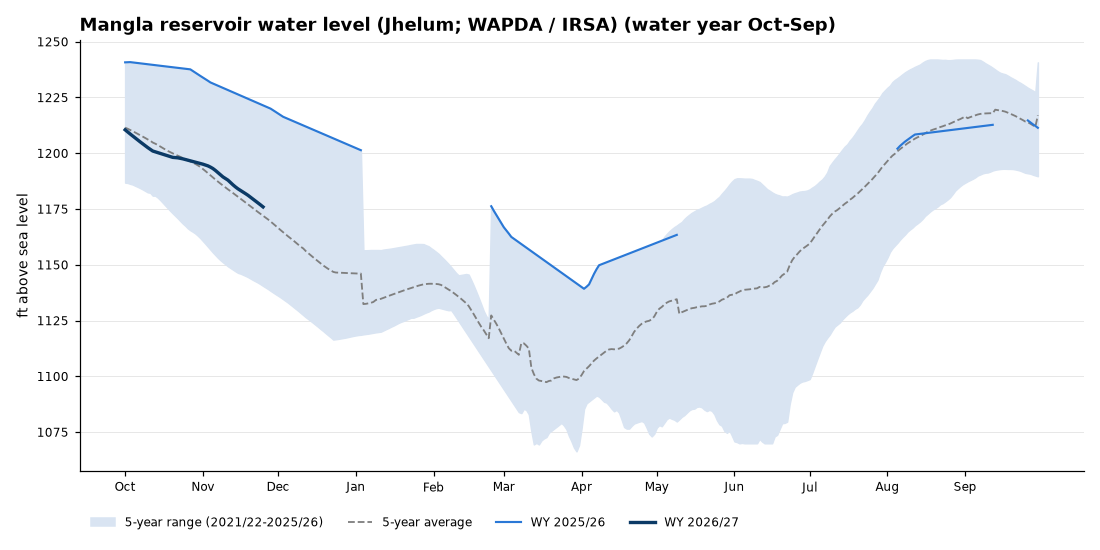 Mangla reservoir water level (Jhelum; WAPDA / IRSA) (water year Oct-Sep)
ft above sea level
1250
1225
1200
1175
1150
1125
1100
1075
Oct Nov Dec Jan Feb Mar Apr May Jun Jul Aug Sep
5-year range (2021/22-2025/26) 5-year average WY 2025/26 WY 2026/27